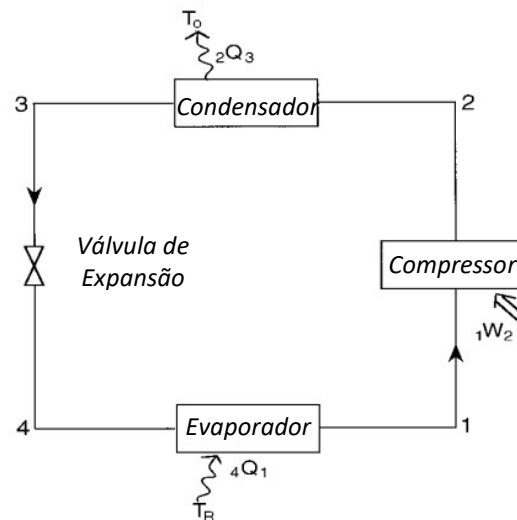 T₀
₂Q₃
3
Condensador
2
Válvula de
Expansão
Compressor
₁W₂
4
Evaporador
1
₄Q₁
T_R